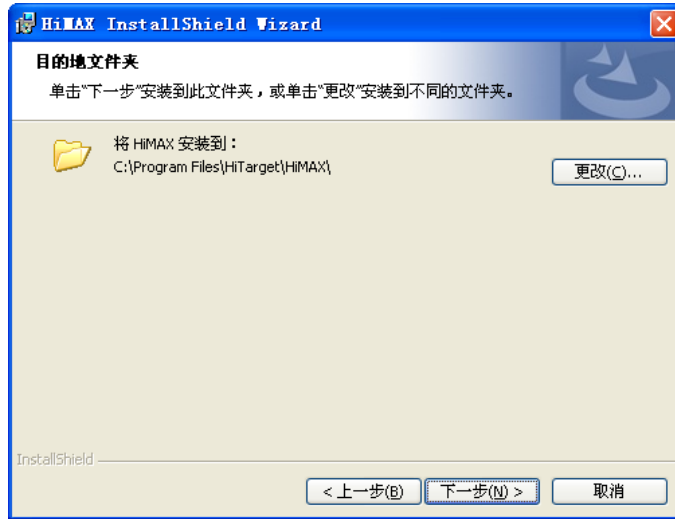 HiMAX InstallShield Wizard
目的地文件夹
单击"下一步"安装到此文件夹，或单击"更改"安装到不同的文件夹。
将 HiMAX 安装到：
C:\Program Files\HiTarget\HiMAX\
更改(C)...
InstallShield
< 上一步(B)
下一步(N) >
取消